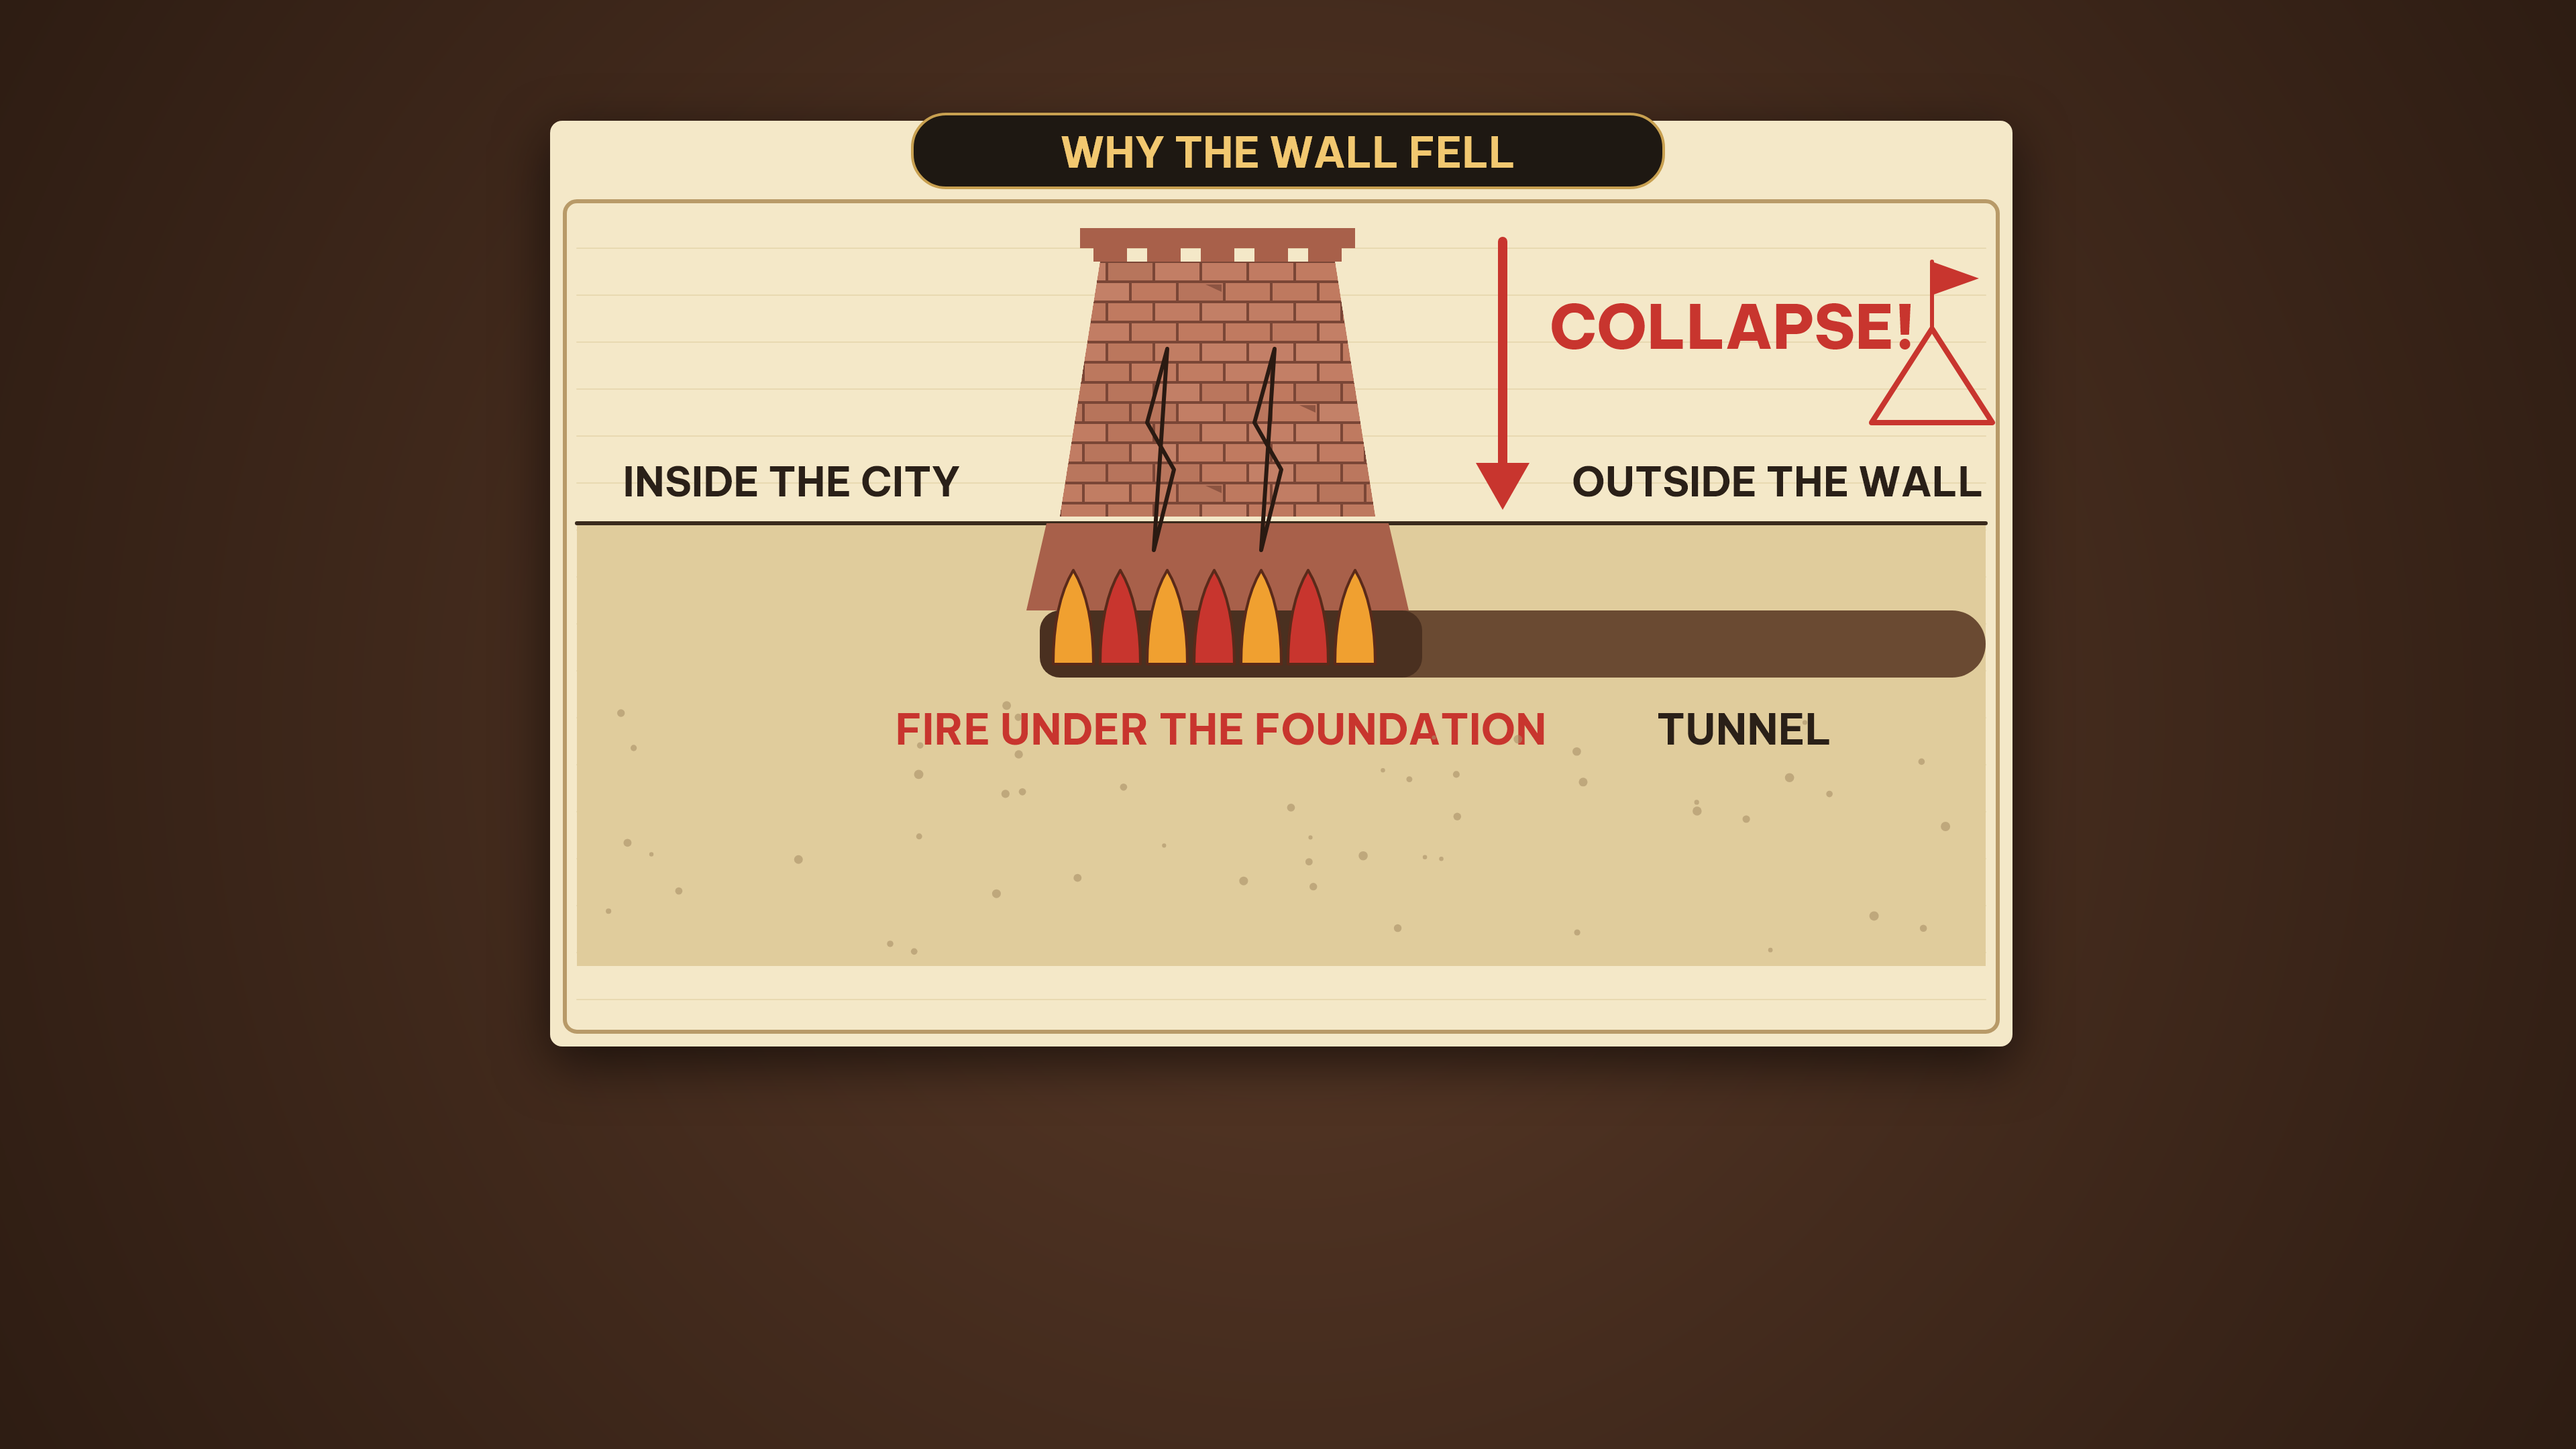 WHY THE WALL FELL
COLLAPSE!
INSIDE THE CITY
OUTSIDE THE WALL
FIRE UNDER THE FOUNDATION
TUNNEL